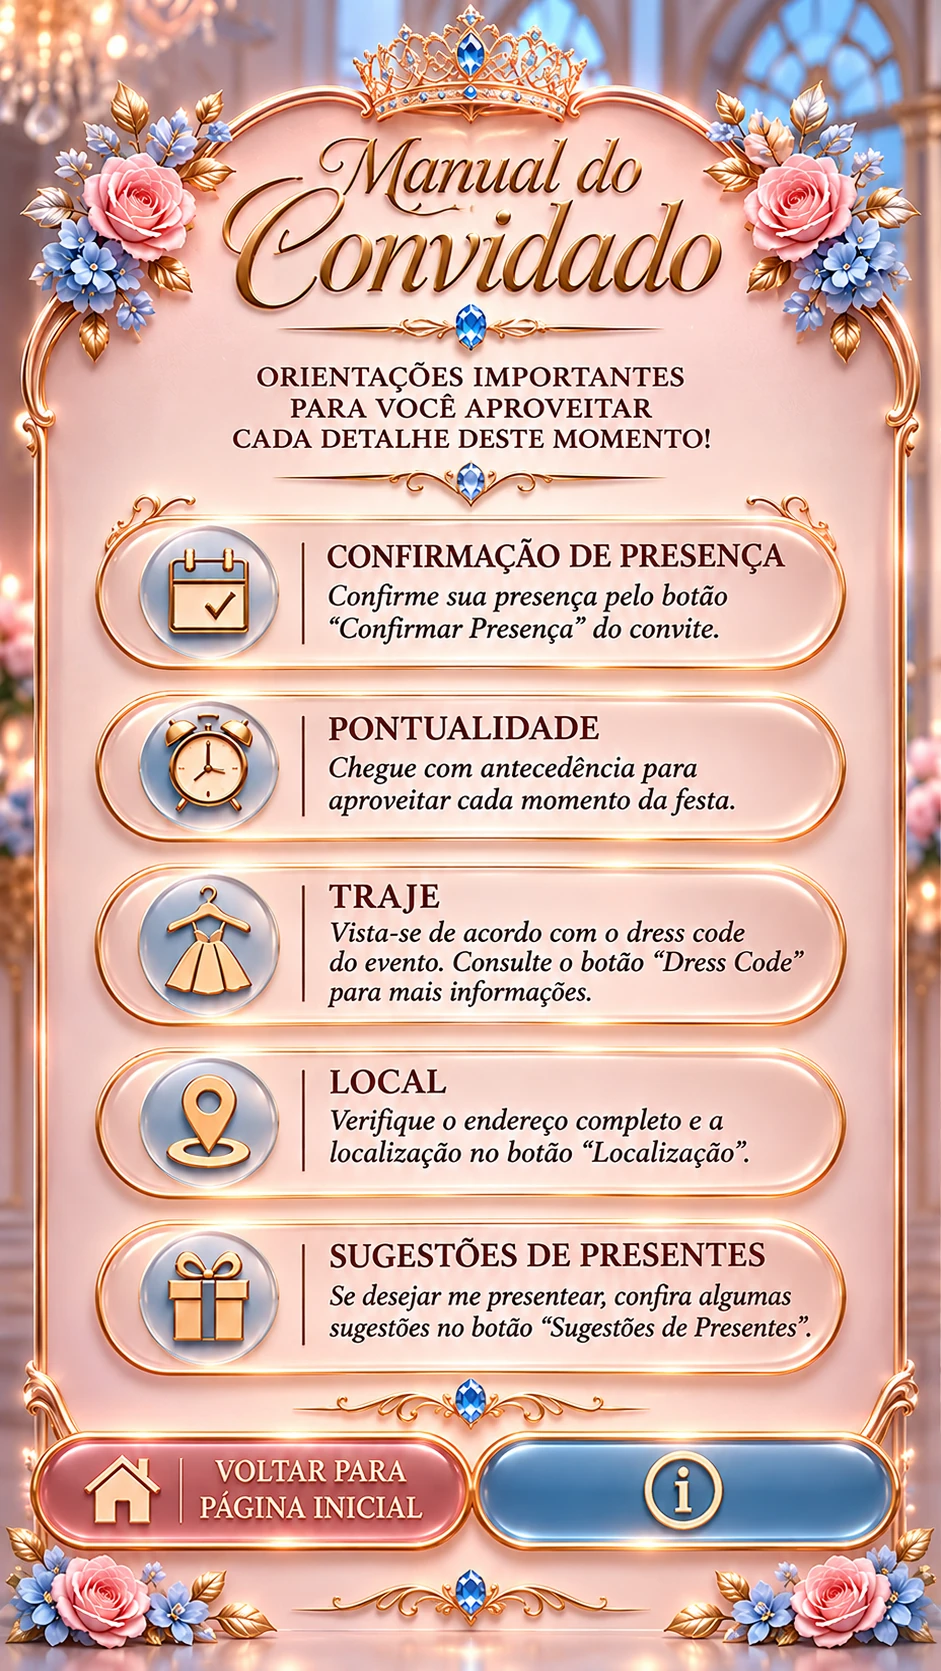 Manual do
Convidado
ORIENTAÇÕES IMPORTANTES
PARA VOCÊ APROVEITAR
CADA DETALHE DESTE MOMENTO!
CONFIRMAÇÃO DE PRESENÇA
Confirme sua presença pelo botão
“Confirmar Presença” do convite.
PONTUALIDADE
Chegue com antecedência para
aproveitar cada momento da festa.
TRAJE
Vista-se de acordo com o dress code
do evento. Consulte o botão “Dress Code”
para mais informações.
LOCAL
Verifique o endereço completo e a
localização no botão “Localização”.
SUGESTÕES DE PRESENTES
Se desejar me presentear, confira algumas
sugestões no botão “Sugestões de Presentes”.
VOLTAR PARA
PÁGINA INICIAL
i